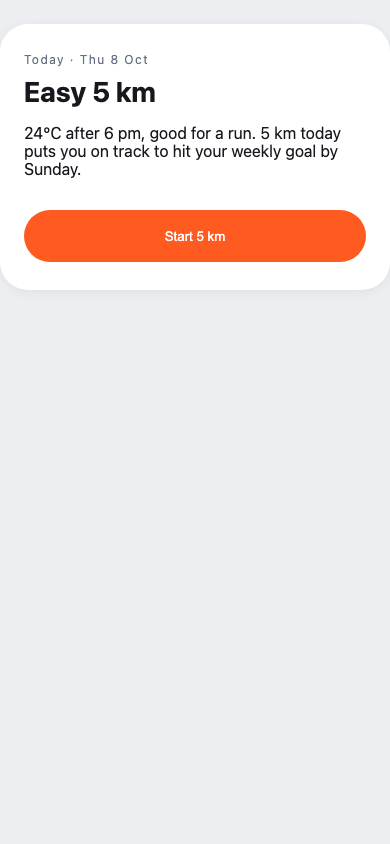 Today · Thu 8 Oct
Easy 5 km
24°C after 6 pm, good for a run. 5 km today
puts you on track to hit your weekly goal by
Sunday.
Start 5 km